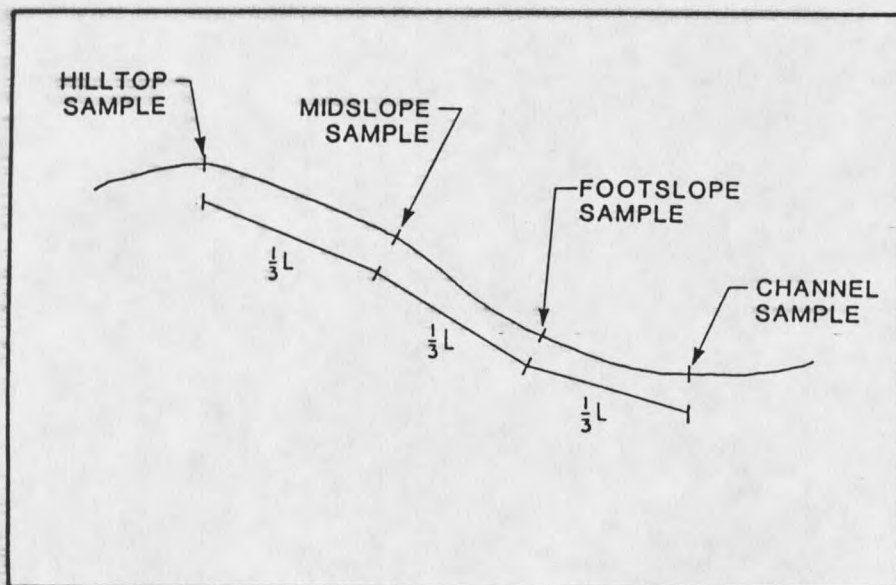 HILLTOP
SAMPLE
MIDSLOPE
SAMPLE
FOOTSLOPE
SAMPLE
CHANNEL
SAMPLE
1/3 L
1/3 L
1/3 L